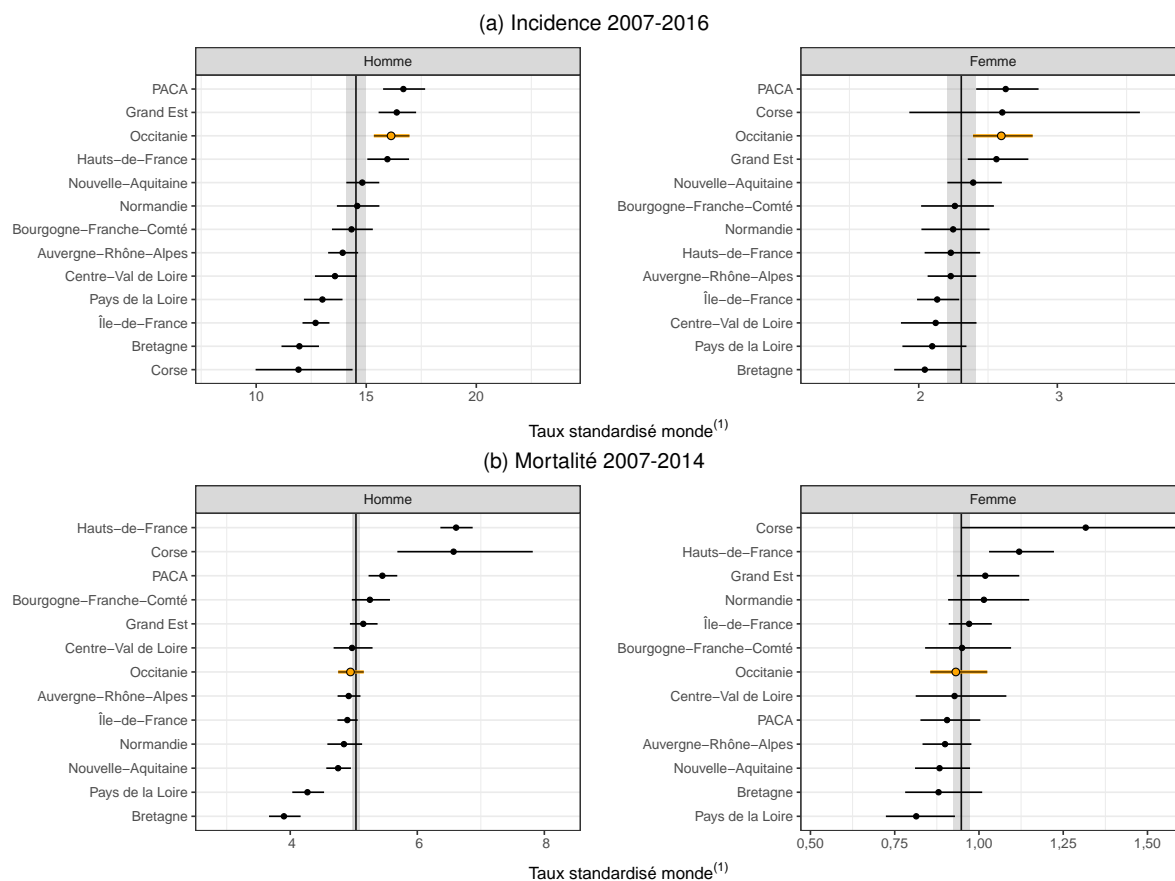 (a) Incidence 2007-2016
Homme
PACA
Grand Est
Occitanie
Hauts−de−France
Nouvelle−Aquitaine
Normandie
Bourgogne−Franche−Comté
Auvergne−Rhône−Alpes
Centre−Val de Loire
Pays de la Loire
Île−de−France
Bretagne
Corse
10 15 20
Femme
PACA
Corse
Occitanie
Grand Est
Nouvelle−Aquitaine
Bourgogne−Franche−Comté
Normandie
Hauts−de−France
Auvergne−Rhône−Alpes
Île−de−France
Centre−Val de Loire
Pays de la Loire
Bretagne
2 3
Taux standardisé monde(1)
(b) Mortalité 2007-2014
Homme
Hauts−de−France
Corse
PACA
Bourgogne−Franche−Comté
Grand Est
Centre−Val de Loire
Occitanie
Auvergne−Rhône−Alpes
Île−de−France
Normandie
Nouvelle−Aquitaine
Pays de la Loire
Bretagne
4 6 8
Femme
Corse
Hauts−de−France
Grand Est
Normandie
Île−de−France
Bourgogne−Franche−Comté
Occitanie
Centre−Val de Loire
PACA
Auvergne−Rhône−Alpes
Nouvelle−Aquitaine
Bretagne
Pays de la Loire
0,50 0,75 1,00 1,25 1,50
Taux standardisé monde(1)